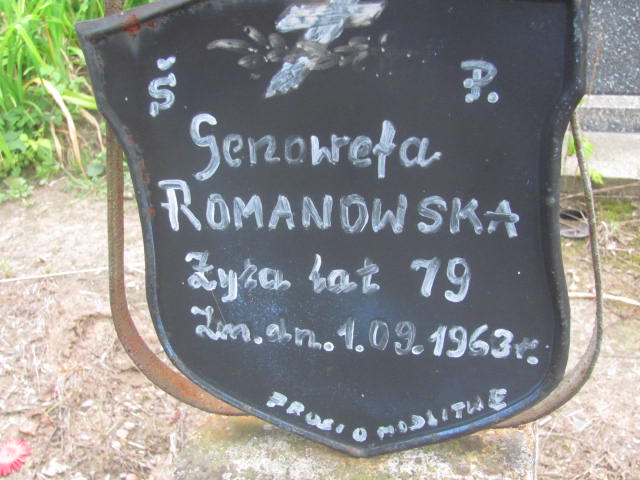 Ś P.
Genowefa
ROMANOWSKA
Żyła lat 79
Zm. dn. 1.09.1963 r.
PROSI O MODLITWĘ